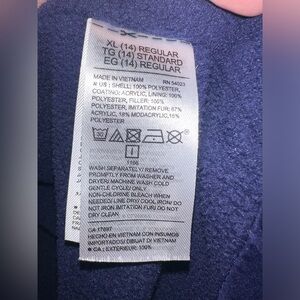 XL (14) REGULAR
TG (14) STANDARD
EG (14) REGULAR
MADE IN VIETNAM RN 54023
US : SHELL: 100% POLYESTER,
COATING: ACRYLIC, LINING: 100%
POLYESTER, FILLER: 100%
POLYESTER, IMITATION FUR: 67%
ACRYLIC, 18% MODACRYLIC, 15%
POLYESTER
30
I
WASH SEPARATELY/ REMOVE
PROMPTLY FROM WASHER AND
DRYER/ MACHINE WASH COLD
GENTLE CYCLE/ ONLY
NON-CHLORINE BLEACH WHEN
NEEDED/ LINE DRY/ COOL IRON/ DO
NOT IRON IMITATION FUR/ DO NOT
DRY CLEAN
CA 17897
HECHO EN VIETNAM CON INSUMOS
IMPORTADOS/ DIBUAT DI VIETNAM
CA : EXTERIEUR: 100%